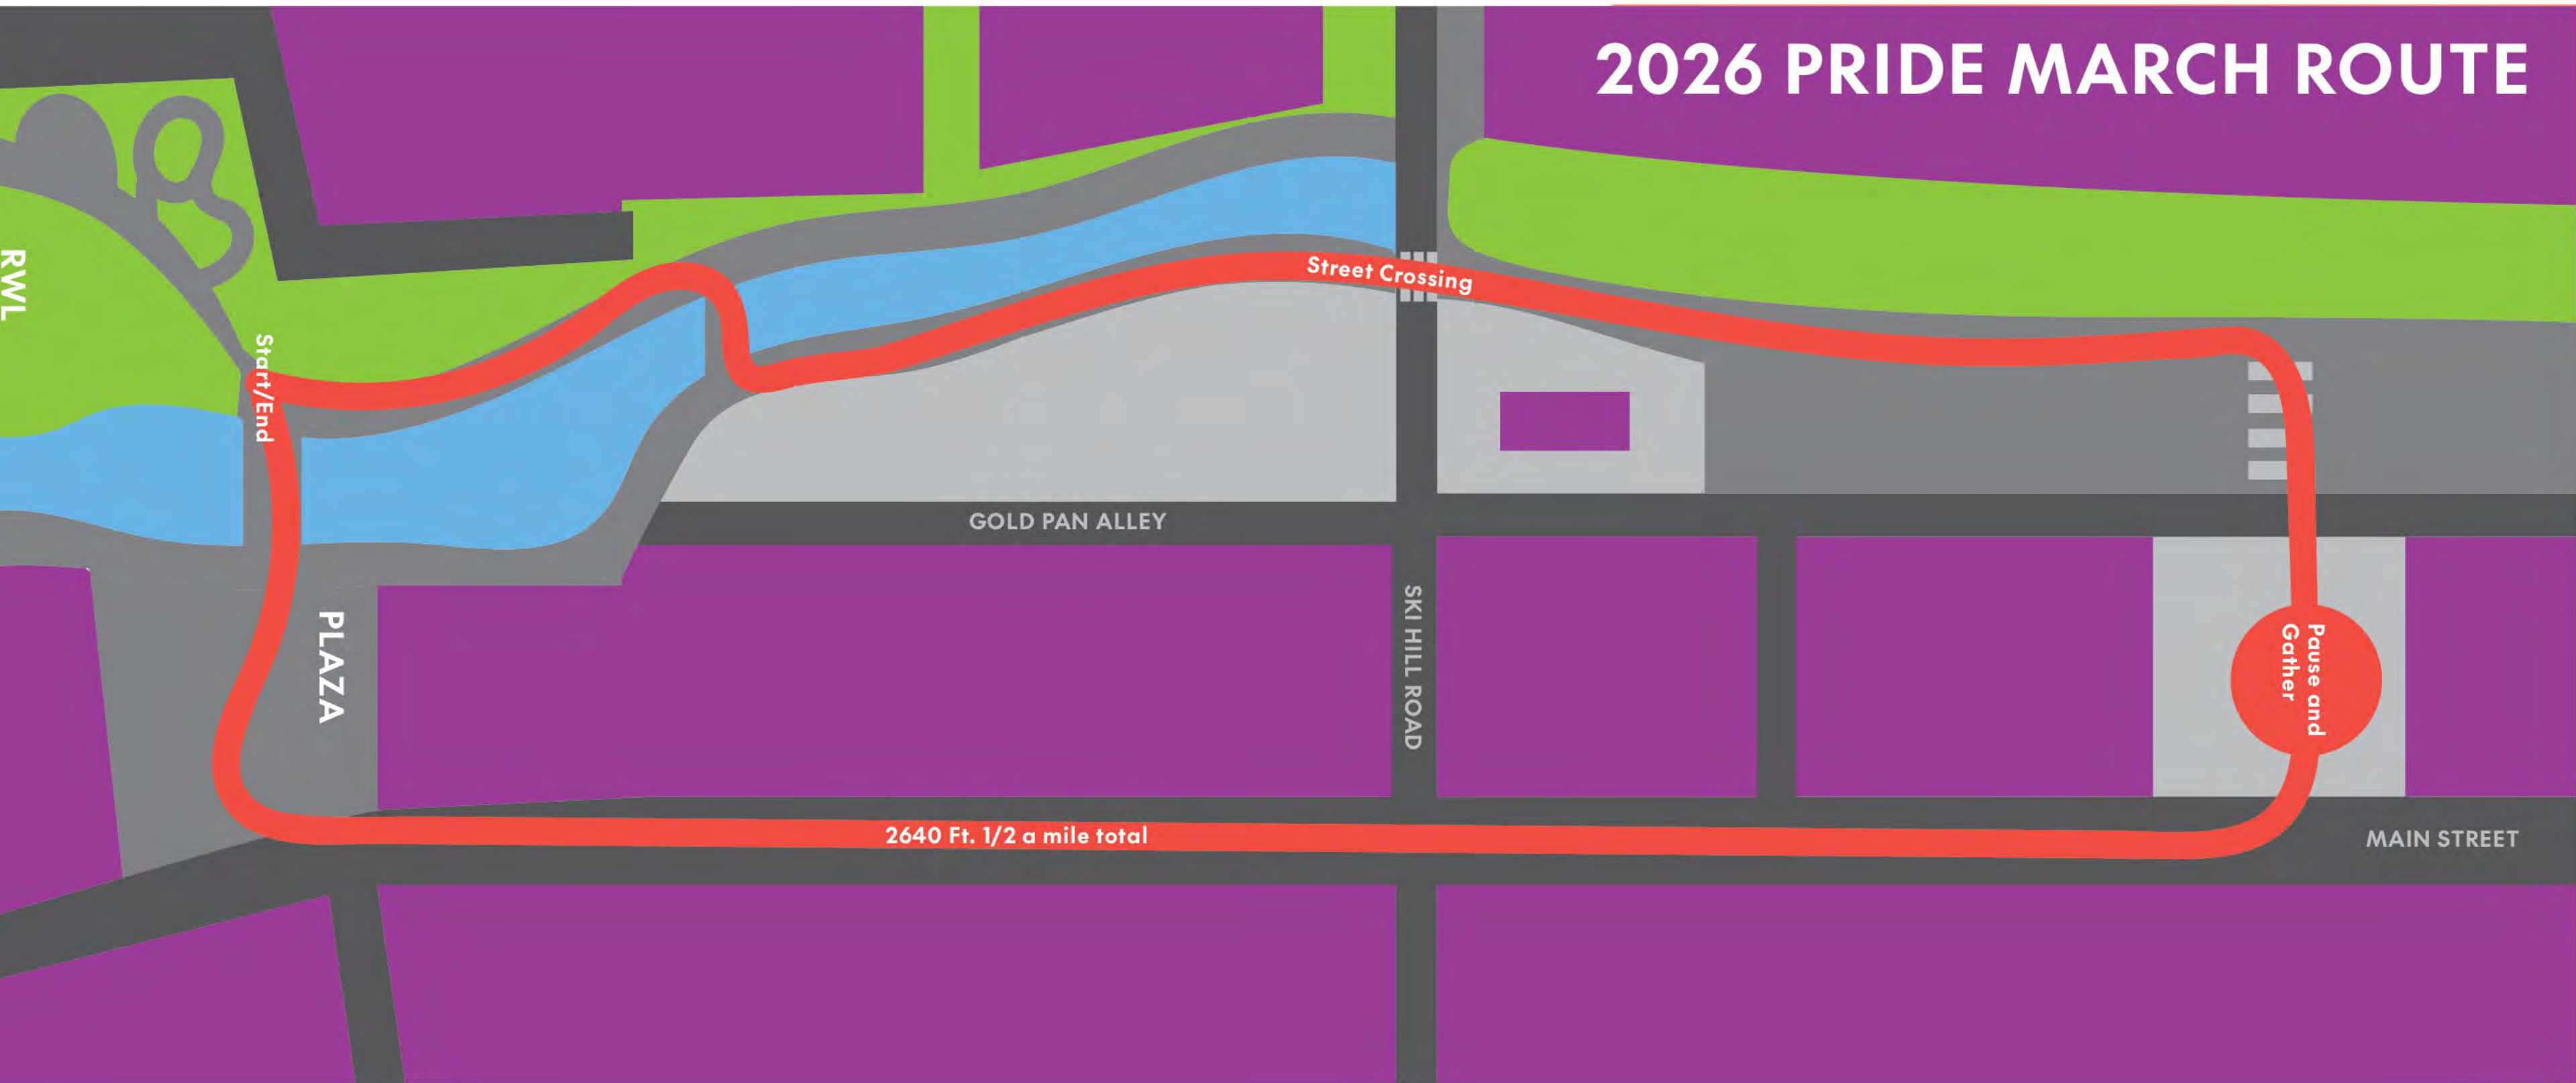 2026 PRIDE MARCH ROUTE
RWL
Start/End
Street Crossing
GOLD PAN ALLEY
PLAZA
SKI HILL ROAD
Pause and
Gather
2640 Ft. 1/2 a mile total
MAIN STREET